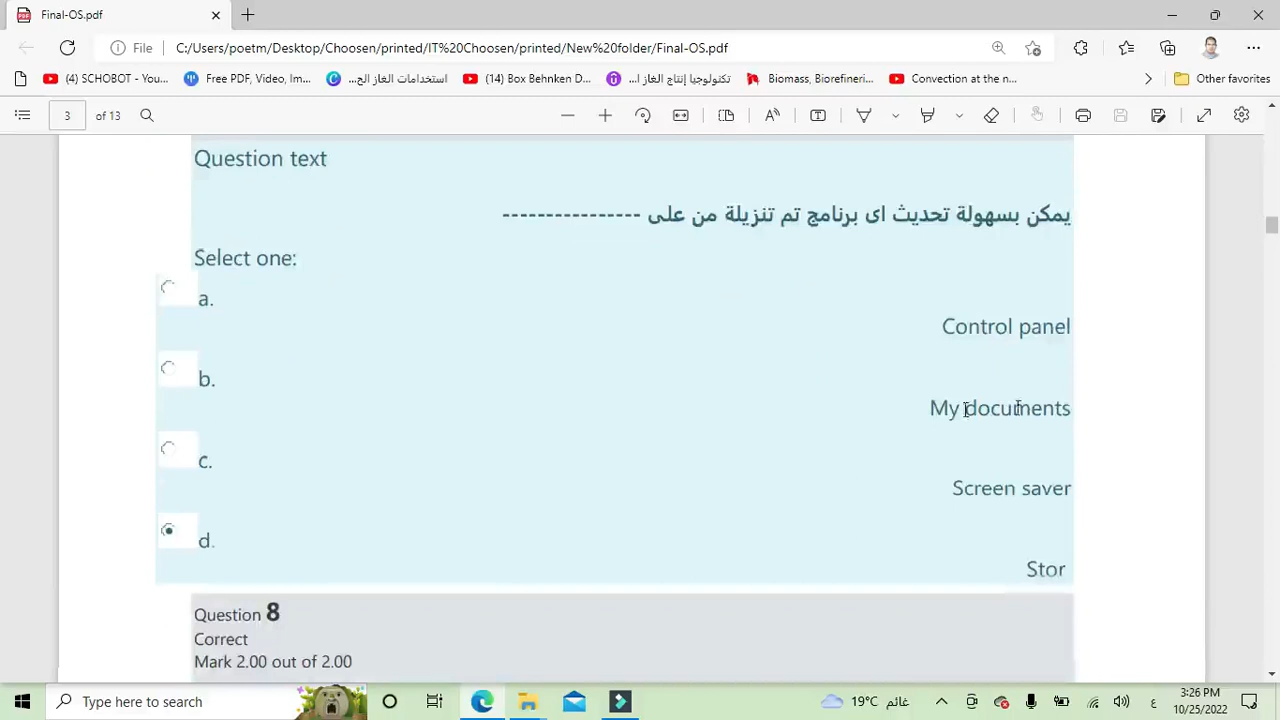 Final-OS.pdf
File C:/Users/poetm/Desktop/Choosen/printed/IT%20Choosen/printed/New%20folder/Final-OS.pdf
(4) SCHOBOT - You... Free PDF, Video, Im... استخدامات الغاز الح... (14) Box Behnken D... تكنولوجيا إنتاج الغاز ا... Biomass, Biorefineri... Convection at the n... Other favorites
3 of 13
Question text
يمكن بسهولة تحديث اى برنامج تم تنزيلة من على ----------------
Select one:
a.
Control panel
b.
My documents
c.
Screen saver
d.
Stor
Question 8
Correct
Mark 2.00 out of 2.00
Type here to search 19°C غائم ع 3:26 PM
10/25/2022